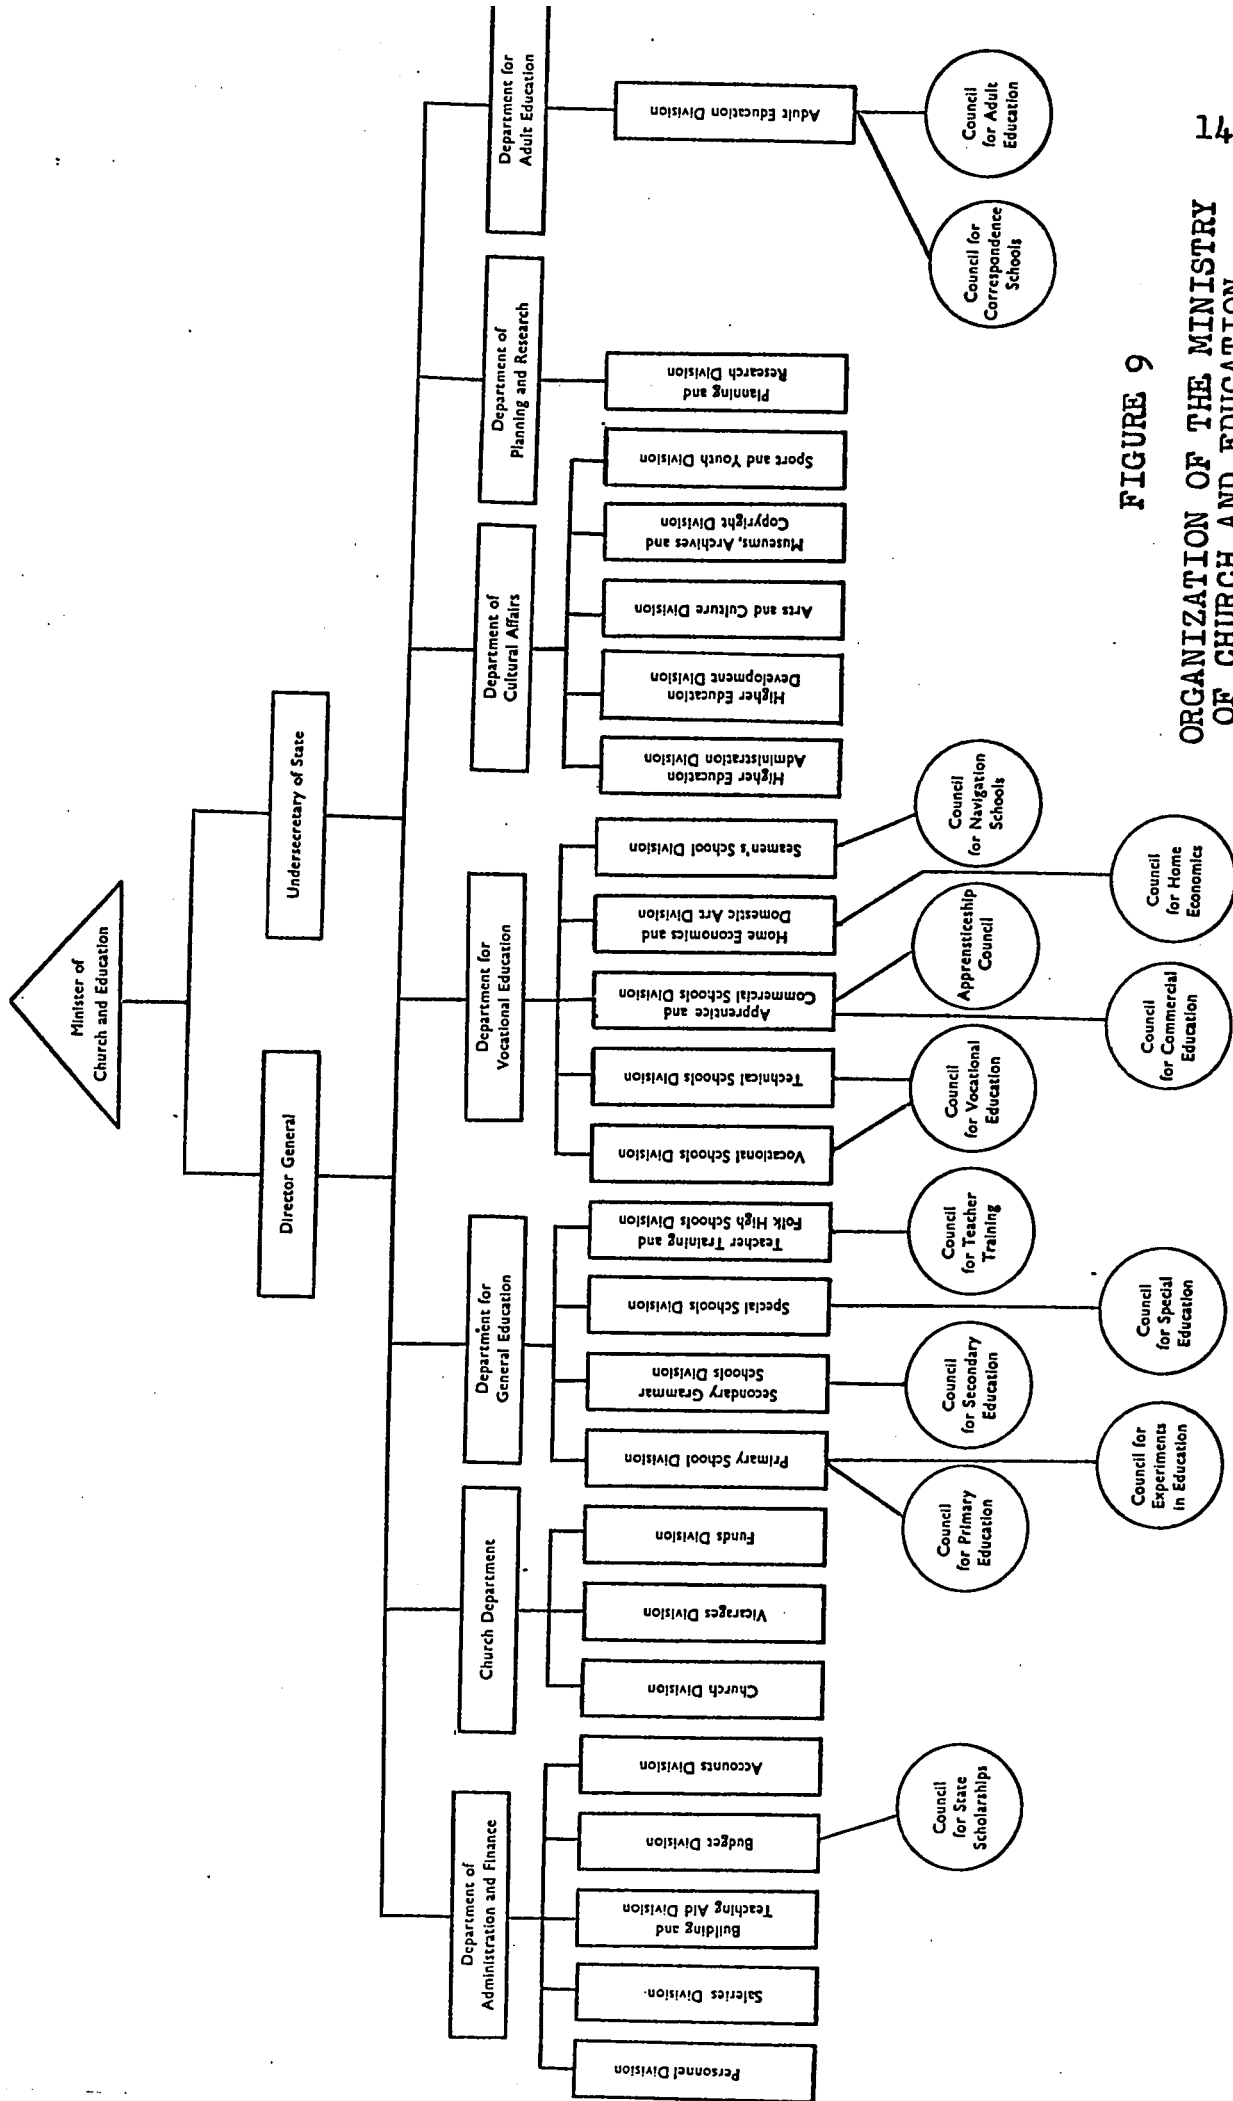 Minister of
Church and Education
Director General
Undersecretary of State
Department of
Administration and Finance
Church Department
Department for
General Education
Department for
Vocational Education
Department of
Cultural Affairs
Department of
Planning and Research
Department for
Adult Education
Personnel Division
Saleries Division
Building and
Teaching Aid Division
Budget Division
Accounts Division
Church Division
Vicarages Division
Funds Division
Primary School Division
Secondary Grammar
Schools Division
Special Schools Division
Teacher Training and
Folk High Schools Division
Vocational Schools Division
Technical Schools Division
Apprentice and
Commercial Schools Division
Home Economics and
Domestic Art Division
Seamen's School Division
Higher Education
Administration Division
Higher Education
Development Division
Arts and Culture Division
Museums, Archives and
Copyright Division
Sport and Youth Division
Planning and
Research Division
Adult Education Division
Council
for State
Scholarships
Council
for Primary
Education
Council for
Experiments
in Education
Council
for Secondary
Education
Council
for Special
Education
Council
for Teacher
Training
Council
for Vocational
Education
Council
for Commercial
Education
Apprensticeship
Council
Council
for Home
Economics
Council
for Navigation
Schools
Council for
Correspondence
Schools
Council
for Adult
Education
FIGURE 9
14
ORGANIZATION OF THE MINISTRY
OF CHURCH AND EDUCATION